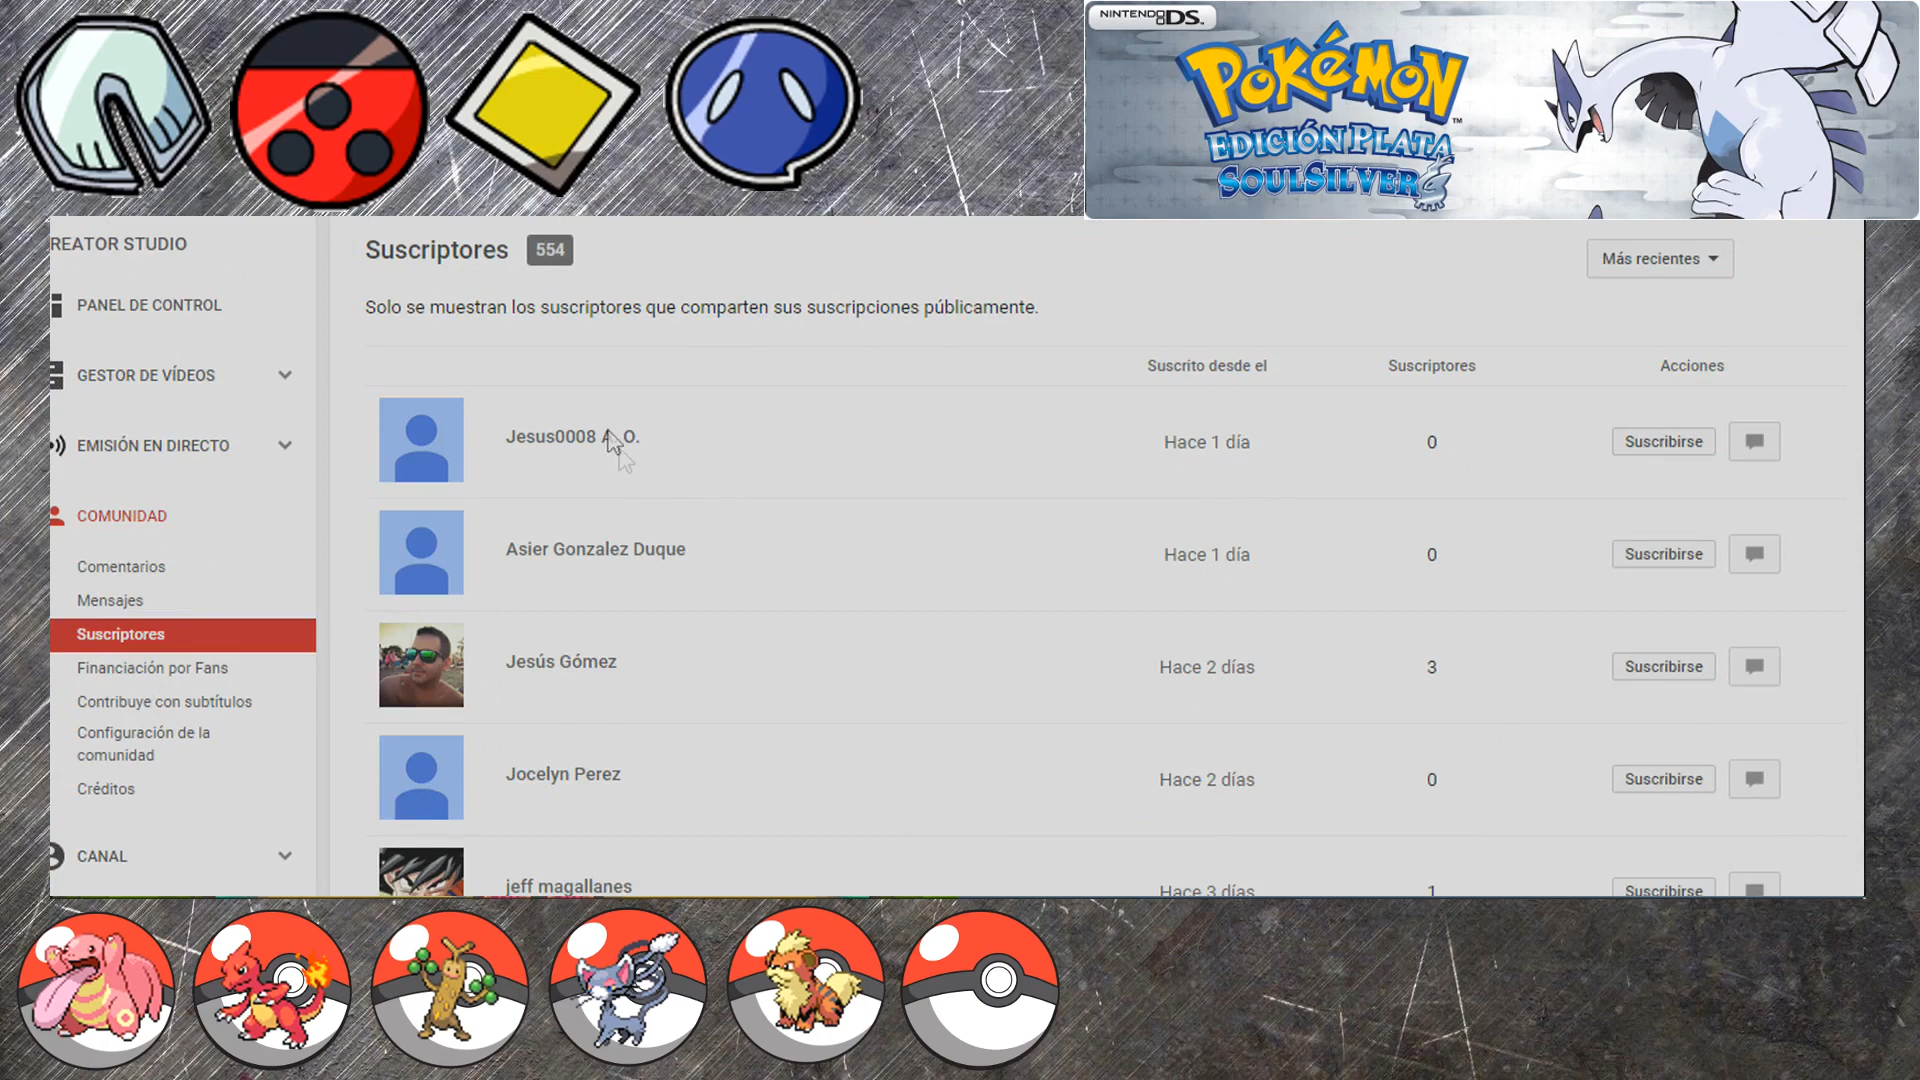 NINTENDO DS
POKÉMON
EDICIÓN PLATA
SOULSILVER
REATOR STUDIO
PANEL DE CONTROL
GESTOR DE VÍDEOS
EMISIÓN EN DIRECTO
COMUNIDAD
Comentarios
Mensajes
Suscriptores
Financiación por Fans
Contribuye con subtítulos
Configuración de la
comunidad
Créditos
CANAL
Suscriptores 554
Más recientes
Solo se muestran los suscriptores que comparten sus suscripciones públicamente.
Suscrito desde el Suscriptores Acciones
Jesus0008 A. O. Hace 1 día 0 Suscribirse
Asier Gonzalez Duque Hace 1 día 0 Suscribirse
Jesús Gómez Hace 2 días 3 Suscribirse
Jocelyn Perez Hace 2 días 0 Suscribirse
jeff magallanes Hace 3 días 1 Suscribirse